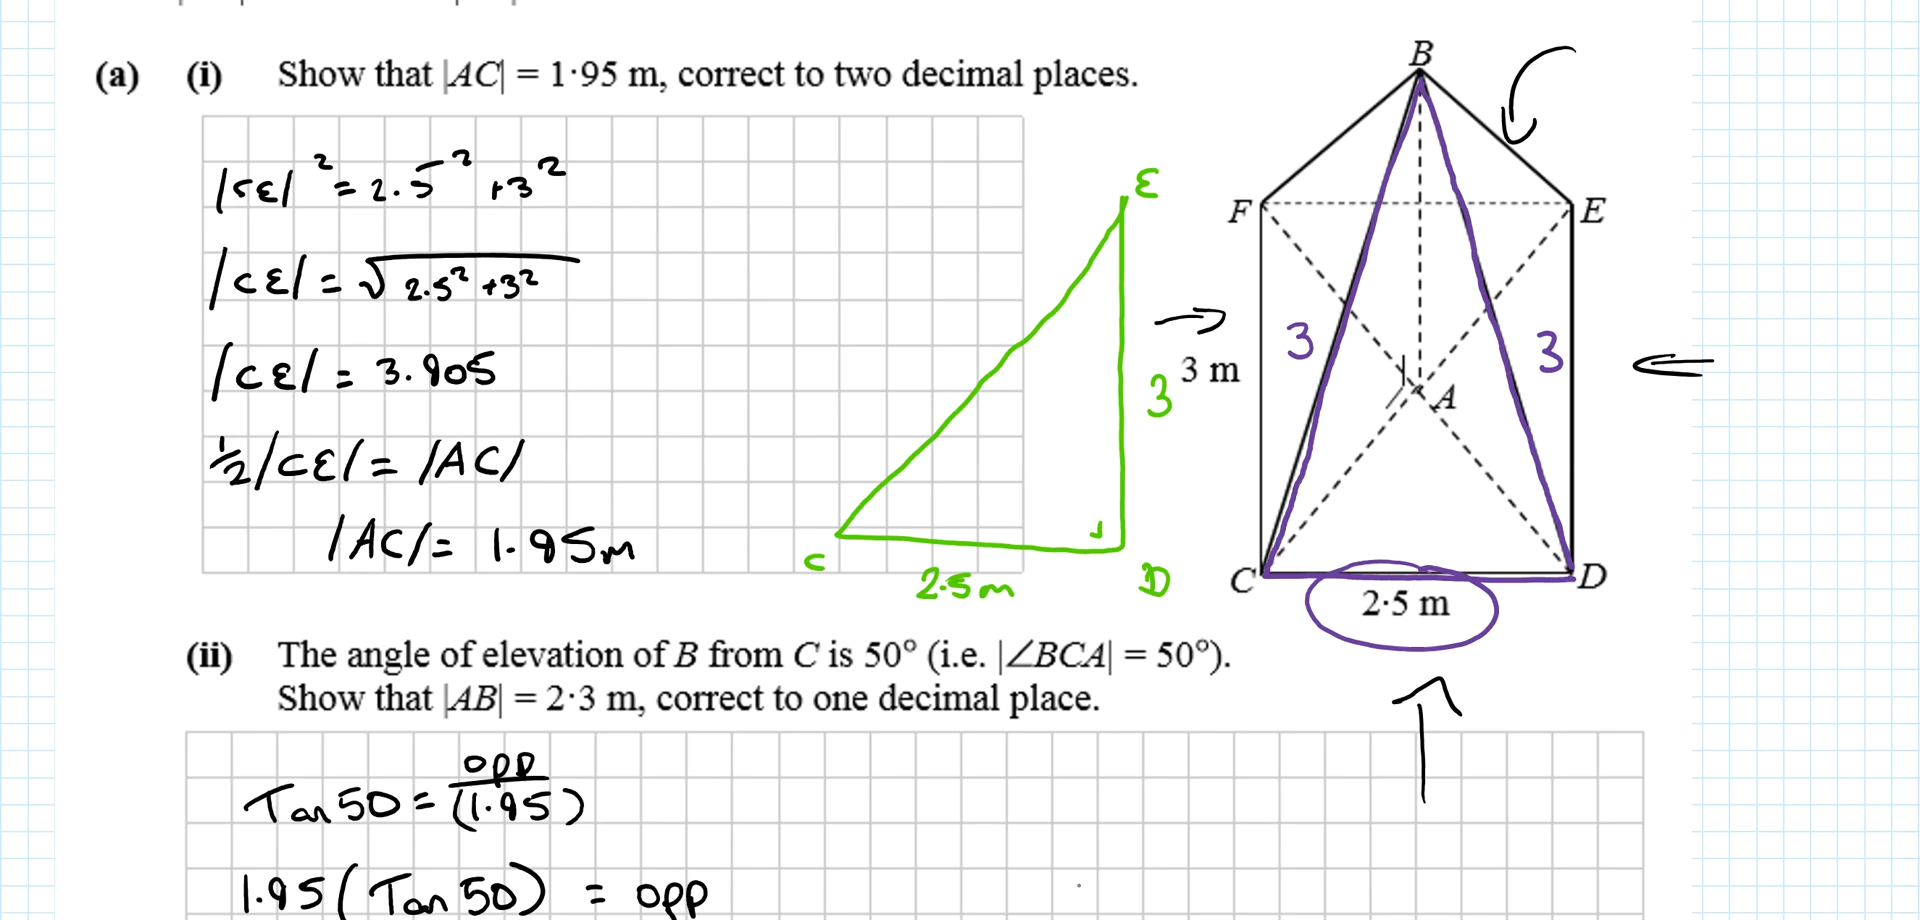 (a) (i) Show that |AC| = 1·95 m, correct to two decimal places.
|CE|² = 2.5² + 3²
|CE| = √2.5² + 3²
|CE| = 3.905
½|CE| = |AC|
|AC| = 1.95m
E
3
C
2.5m
D
B
F
E
3
3
3 m
A
C
D
2·5 m
(ii) The angle of elevation of B from C is 50° (i.e. |∠BCA| = 50°).
Show that |AB| = 2·3 m, correct to one decimal place.
Tan 50 = opp/(1.95)
1.95(Tan 50) = opp